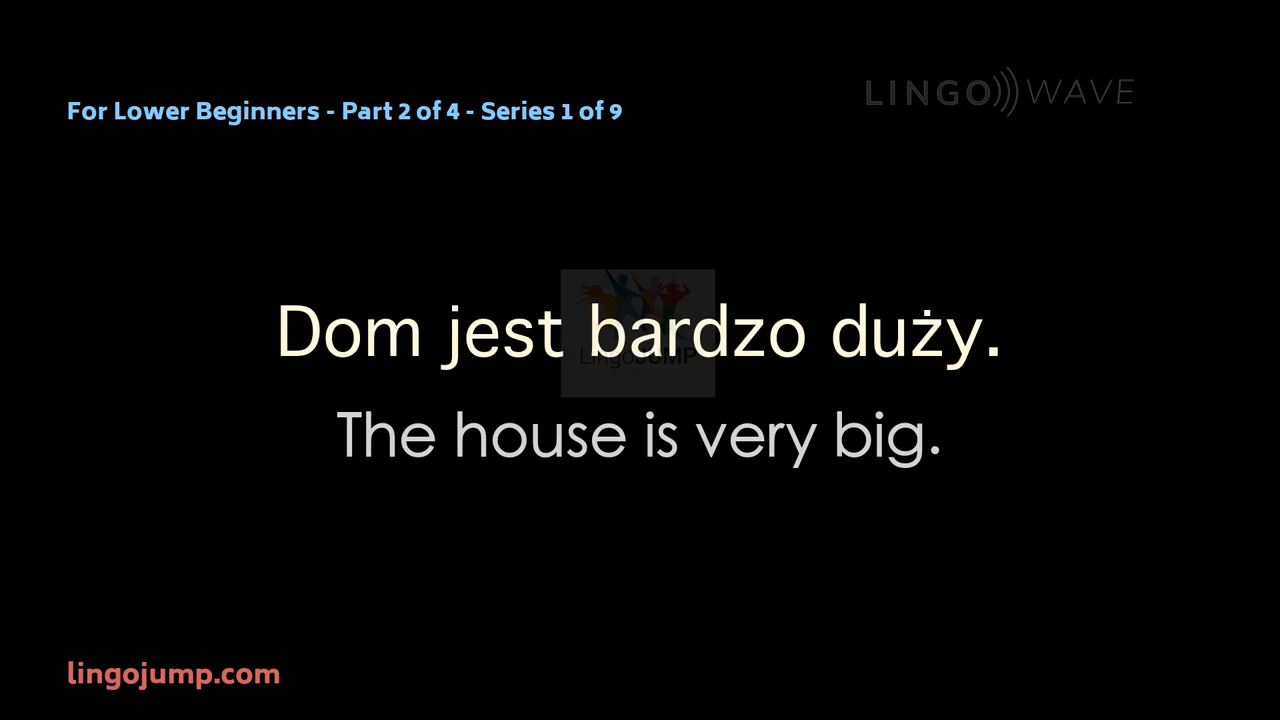 For Lower Beginners - Part 2 of 4 - Series 1 of 9
LINGO WAVE
Dom jest bardzo duży.
LingoJUMP
The house is very big.
lingojump.com